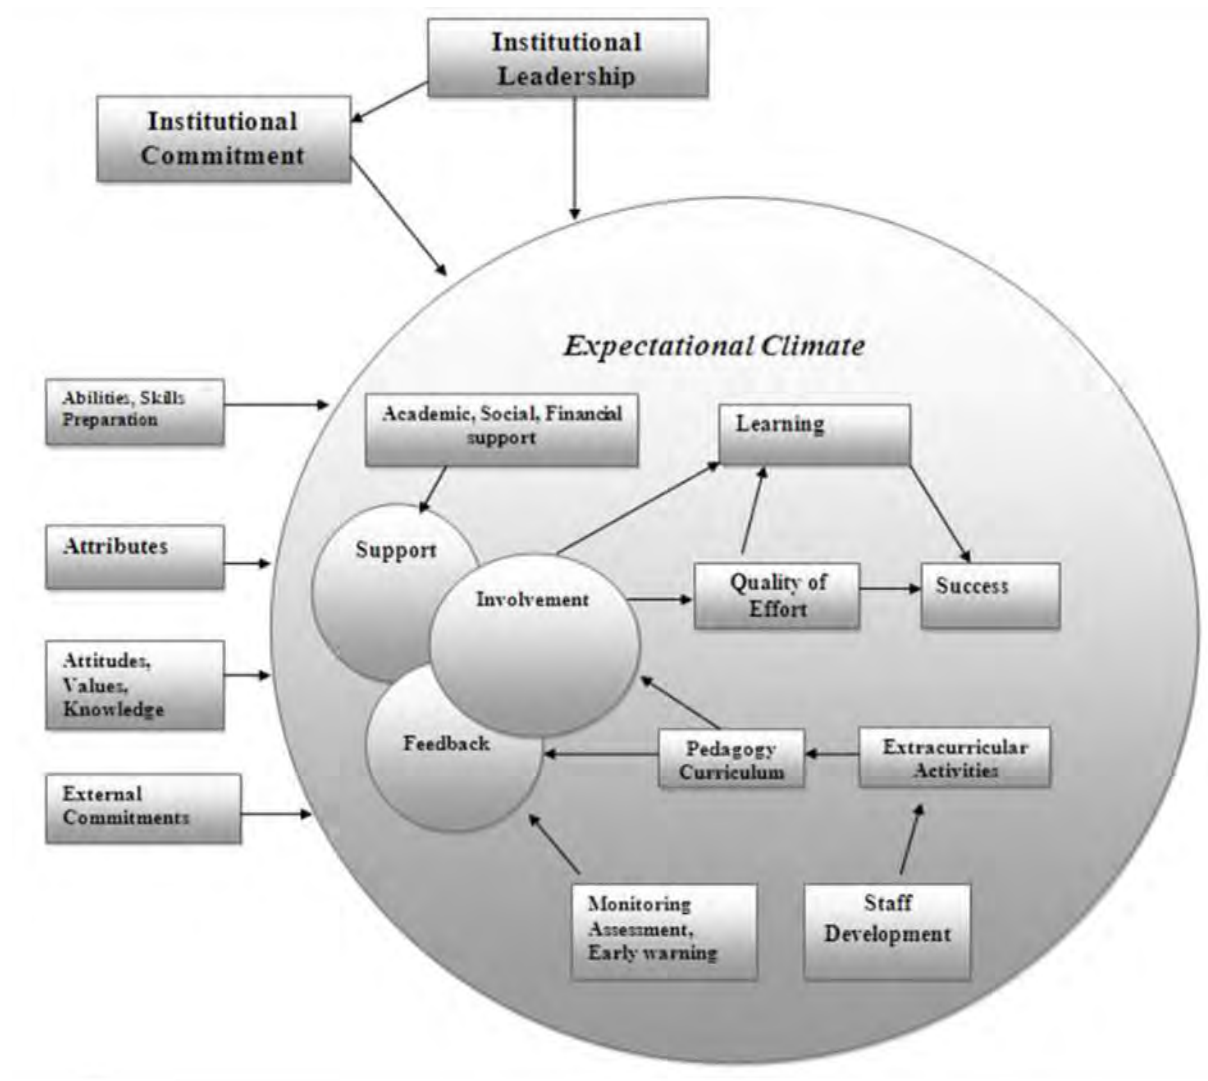 Institutional
Leadership
Institutional
Commitment
Expectational Climate
Abilities, Skills
Preparation
Academic, Social, Financial
support
Learning
Attributes
Support
Involvement
Quality of
Effort
Success
Attitudes,
Values,
Knowledge
Feedback
Pedagogy
Curriculum
Extracurricular
Activities
External
Commitments
Monitoring
Assessment,
Early warning
Staff
Development